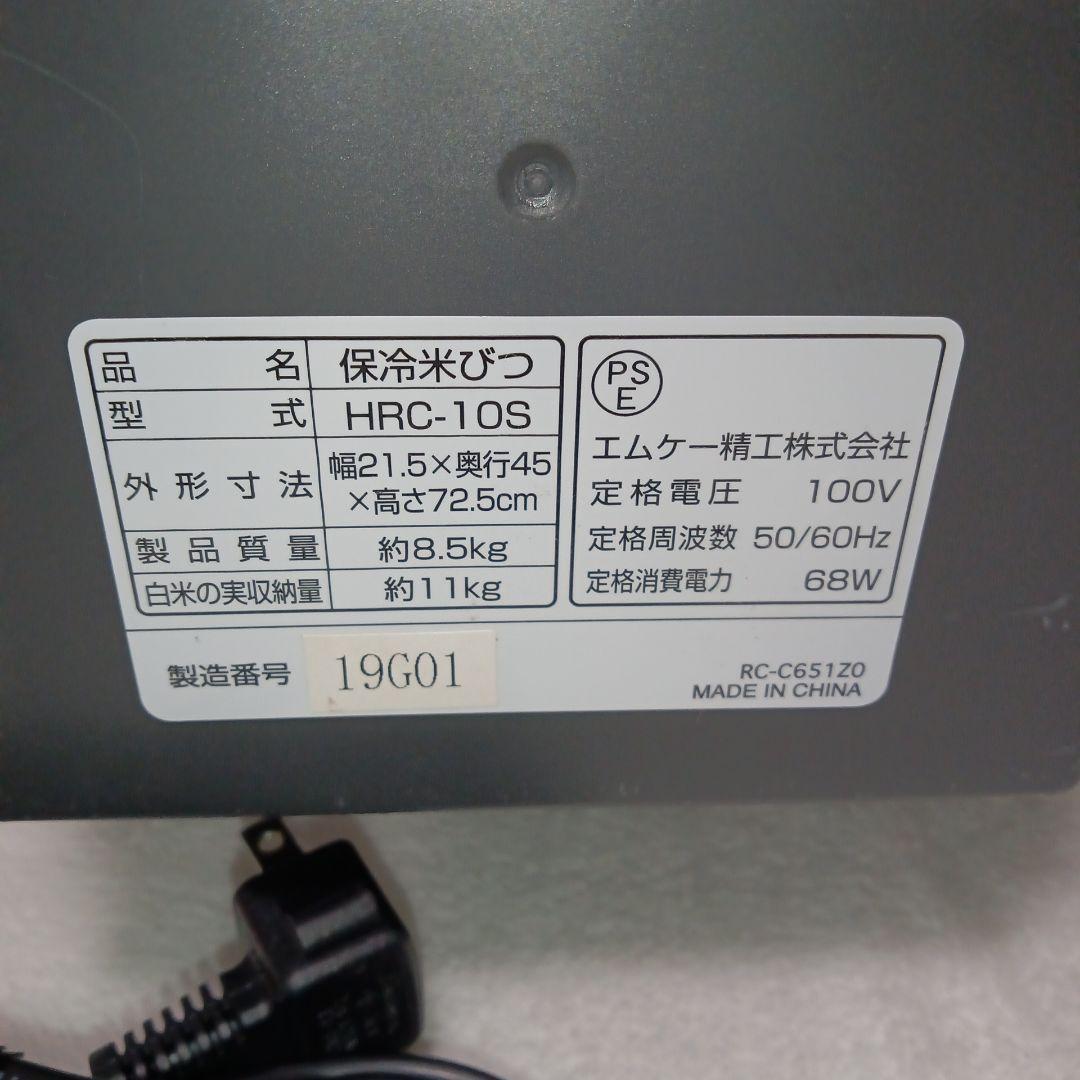 品名 保冷米びつ
型式 HRC-10S
外形寸法 幅21.5×奥行45
×高さ72.5cm
製品質量 約8.5kg
白米の実収納量 約11kg
PS
E
エムケー精工株式会社
定格電圧 100V
定格周波数 50/60Hz
定格消費電力 68W
製造番号 19G01
RC-C651Z0
MADE IN CHINA